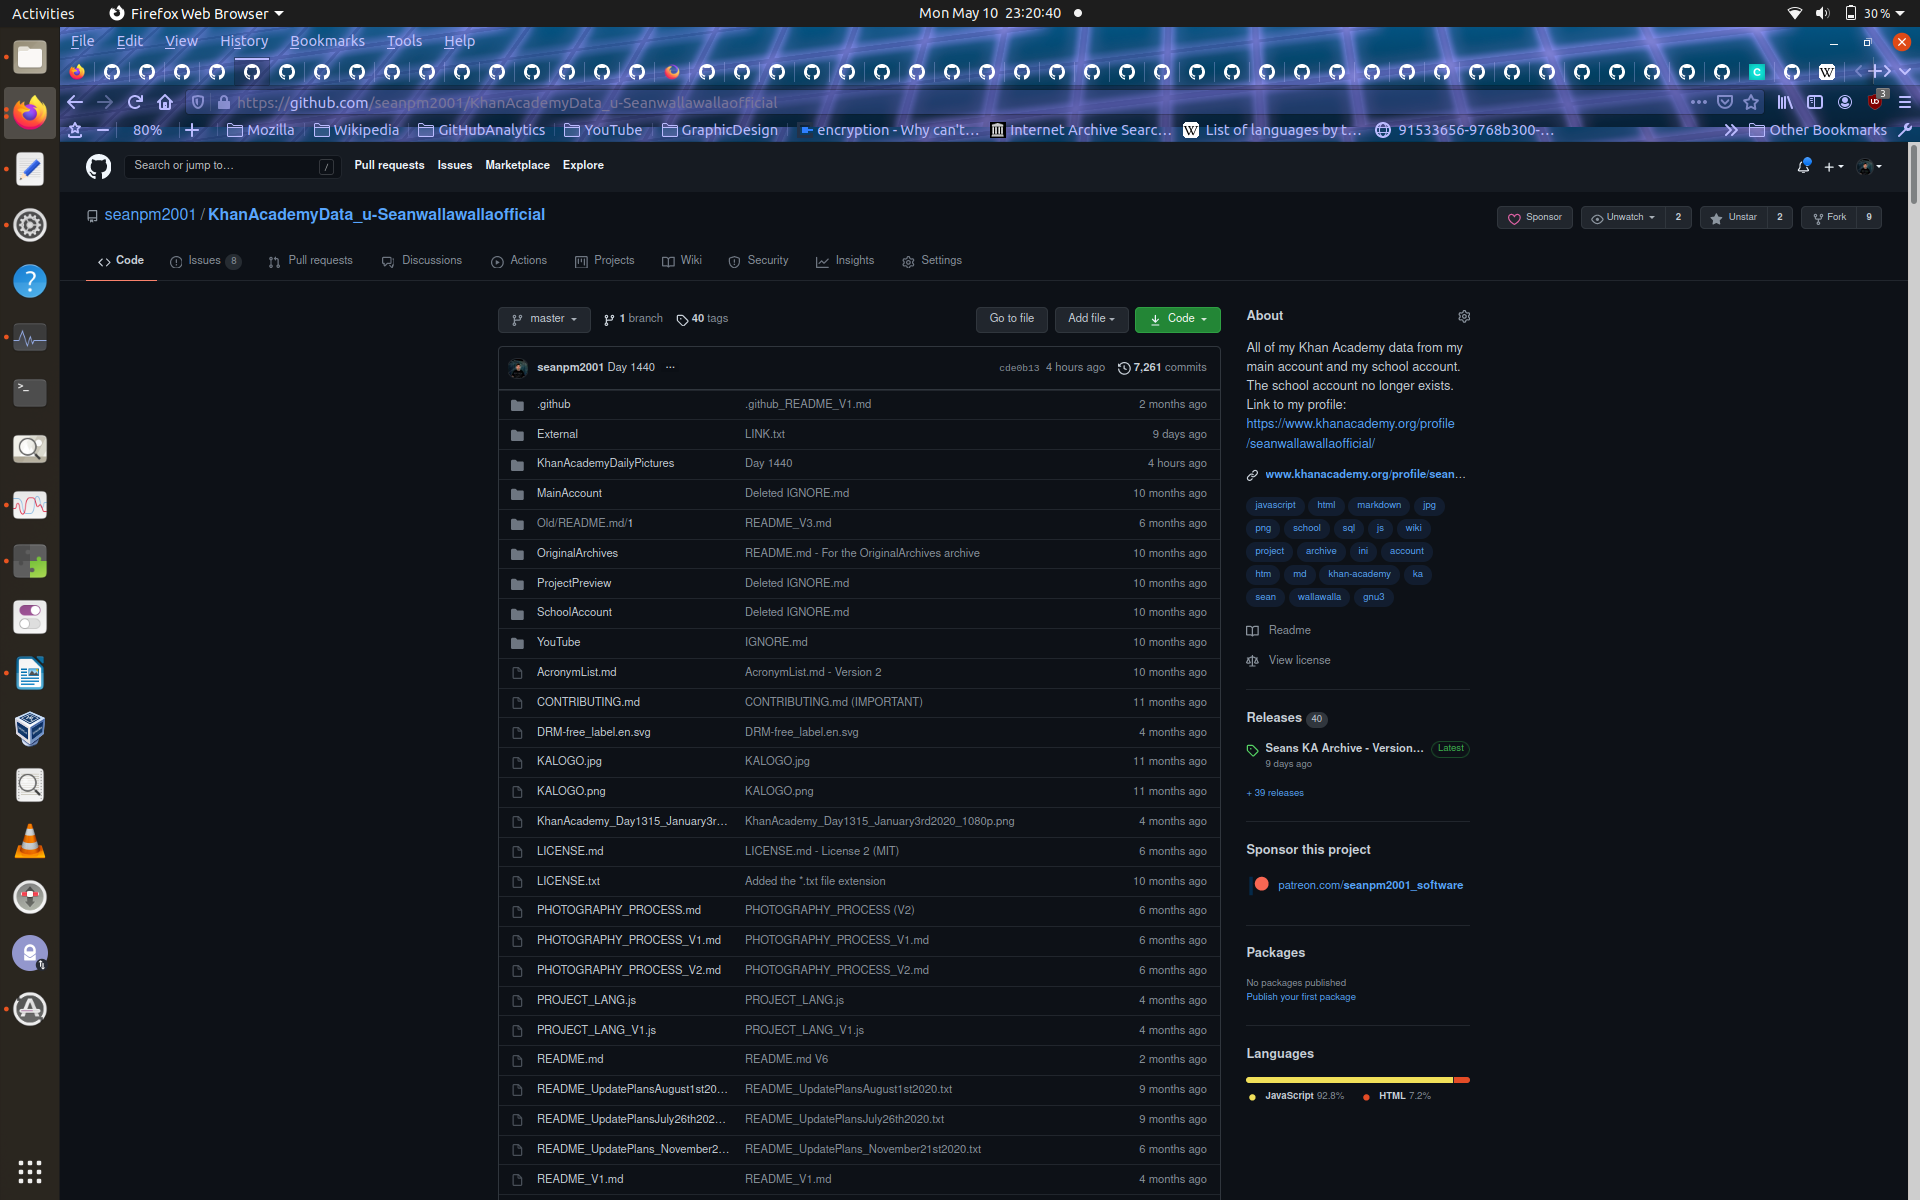 Activities Firefox Web Browser Mon May 10 23:20:40 30 %
File Edit View History Bookmarks Tools Help
https://github.com/seanpm2001/KhanAcademyData_u-Seanwallawallaofficial 3
80% Mozilla Wikipedia GitHubAnalytics YouTube GraphicDesign encryption - Why can't... Internet Archive Searc... List of languages by t... 91533656-9768b300-... Other Bookmarks
Search or jump to... / Pull requests Issues Marketplace Explore
seanpm2001 / KhanAcademyData_u-Seanwallawallaofficial Sponsor Unwatch 2 Unstar 2 Fork 9
Code Issues 8 Pull requests Discussions Actions Projects Wiki Security Insights Settings
master 1 branch 40 tags Go to file Add file Code
seanpm2001 Day 1440 ... cde0b13 4 hours ago 7,261 commits
.github .github_README_V1.md 2 months ago
External LINK.txt 9 days ago
KhanAcademyDailyPictures Day 1440 4 hours ago
MainAccount Deleted IGNORE.md 10 months ago
Old/README.md/1 README_V3.md 6 months ago
OriginalArchives README.md - For the OriginalArchives archive 10 months ago
ProjectPreview Deleted IGNORE.md 10 months ago
SchoolAccount Deleted IGNORE.md 10 months ago
YouTube IGNORE.md 10 months ago
AcronymList.md AcronymList.md - Version 2 10 months ago
CONTRIBUTING.md CONTRIBUTING.md (IMPORTANT) 11 months ago
DRM-free_label.en.svg DRM-free_label.en.svg 4 months ago
KALOGO.jpg KALOGO.jpg 11 months ago
KALOGO.png KALOGO.png 11 months ago
KhanAcademy_Day1315_January3r... KhanAcademy_Day1315_January3rd2020_1080p.png 4 months ago
LICENSE.md LICENSE.md - License 2 (MIT) 6 months ago
LICENSE.txt Added the *.txt file extension 10 months ago
PHOTOGRAPHY_PROCESS.md PHOTOGRAPHY_PROCESS (V2) 6 months ago
PHOTOGRAPHY_PROCESS_V1.md PHOTOGRAPHY_PROCESS_V1.md 6 months ago
PHOTOGRAPHY_PROCESS_V2.md PHOTOGRAPHY_PROCESS_V2.md 6 months ago
PROJECT_LANG.js PROJECT_LANG.js 4 months ago
PROJECT_LANG_V1.js PROJECT_LANG_V1.js 4 months ago
README.md README.md V6 2 months ago
README_UpdatePlansAugust1st20... README_UpdatePlansAugust1st2020.txt 9 months ago
README_UpdatePlansJuly26th202... README_UpdatePlansJuly26th2020.txt 9 months ago
README_UpdatePlans_November2... README_UpdatePlans_November21st2020.txt 6 months ago
README_V1.md README_V1.md 4 months ago
About
All of my Khan Academy data from my
main account and my school account.
The school account no longer exists.
Link to my profile:
https://www.khanacademy.org/profile
/seanwallawallaofficial/
www.khanacademy.org/profile/sean...
javascript html markdown jpg
png school sql js wiki
project archive ini account
htm md khan-academy ka
sean wallawalla gnu3
Readme
View license
Releases 40
Seans KA Archive - Version... Latest
9 days ago
+ 39 releases
Sponsor this project
patreon.com/seanpm2001_software
Packages
No packages published
Publish your first package
Languages
JavaScript 92.8% HTML 7.2%